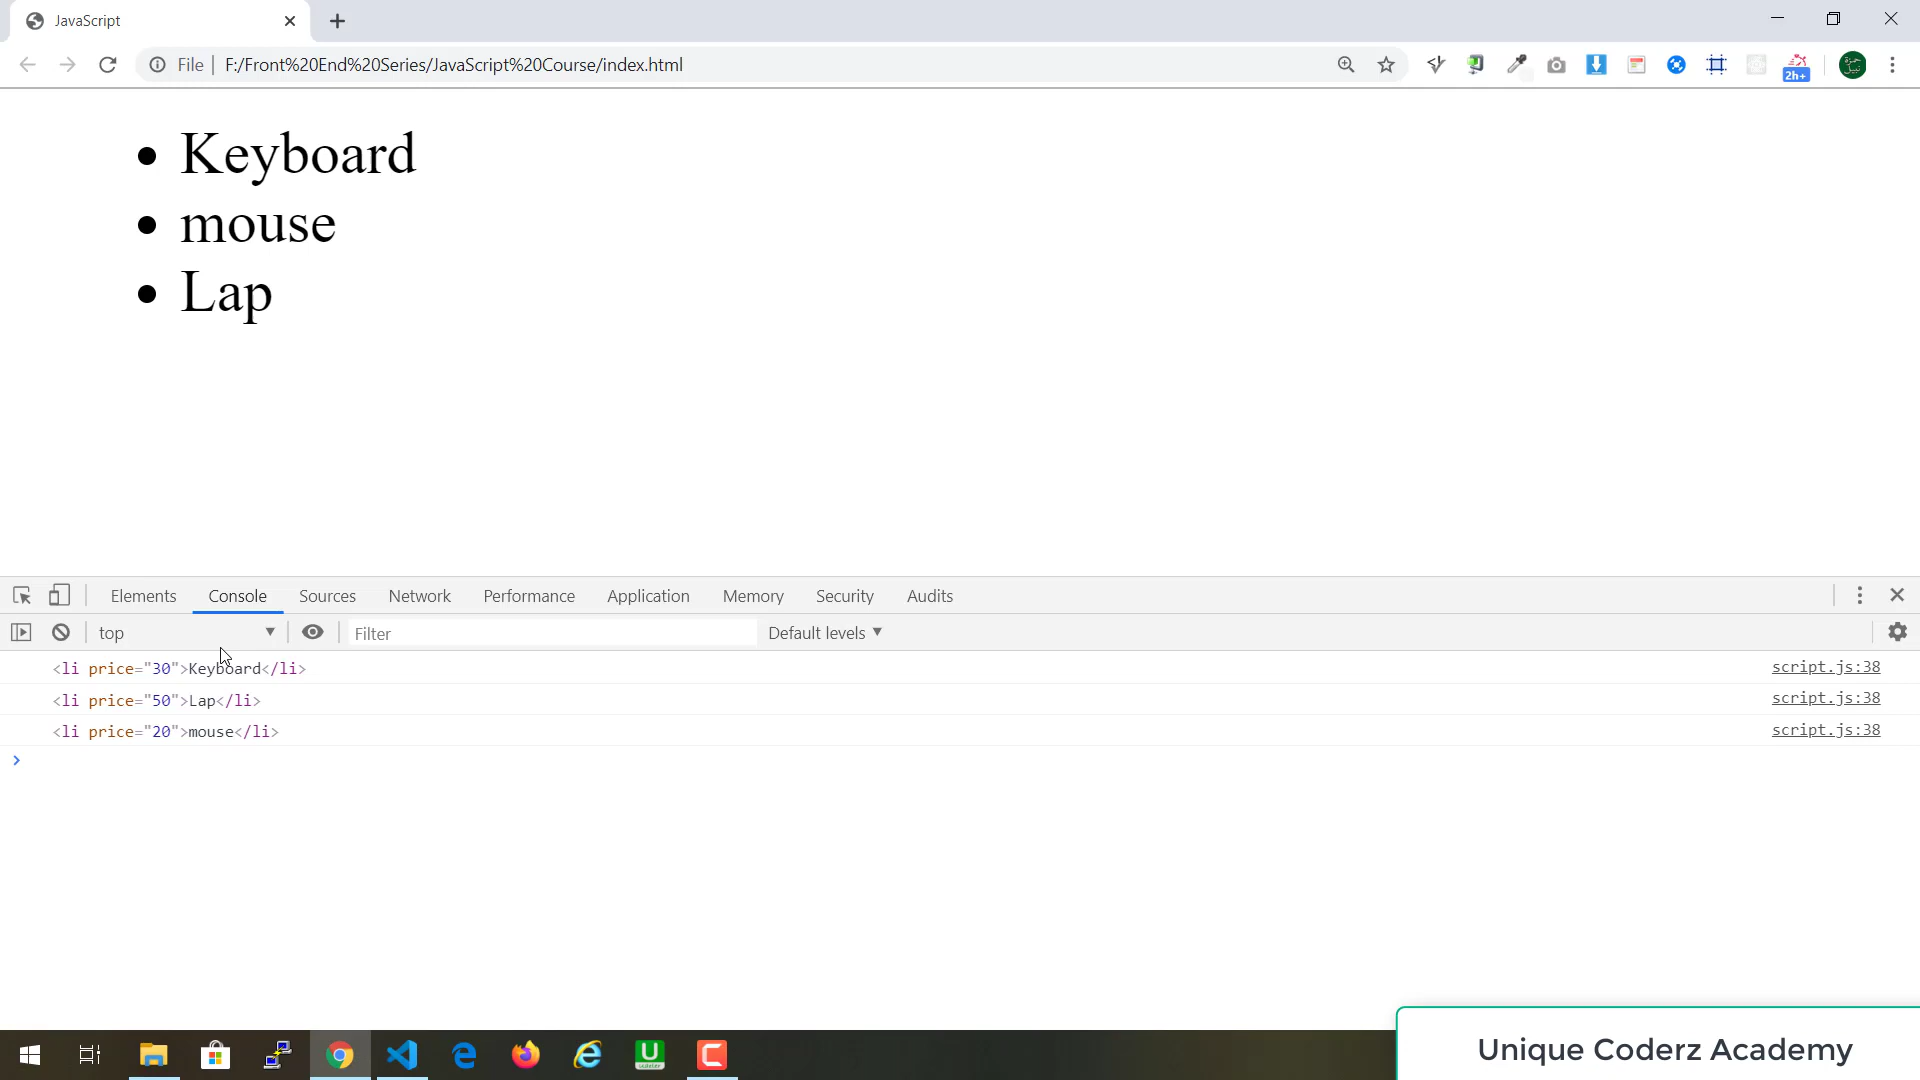 JavaScript
File | F:/Front%20End%20Series/JavaScript%20Course/index.html
2h+
Keyboard
mouse
Lap
Elements Console Sources Network Performance Application Memory Security Audits
top Filter Default levels
<li price="30">Keyboard</li> script.js:38
<li price="50">Lap</li> script.js:38
<li price="20">mouse</li> script.js:38
Unique Coderz Academy